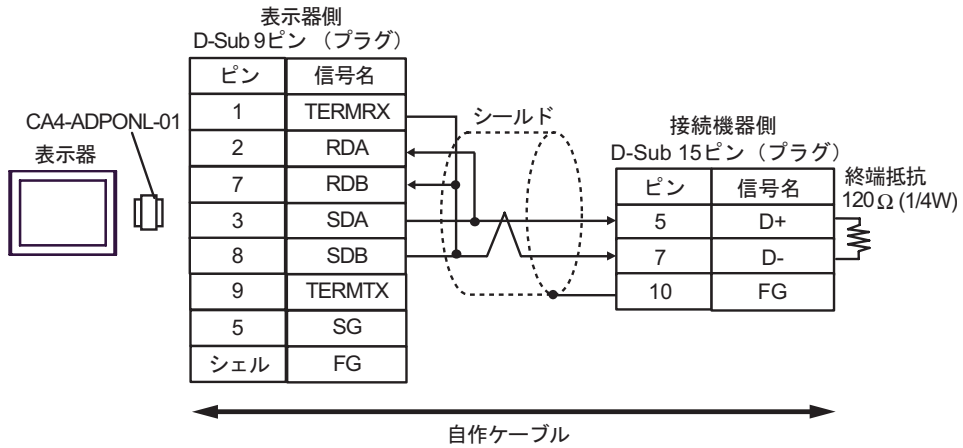 表示器側
D-Sub 9ピン （プラグ）
ピン 信号名
1 TERMRX
2 RDA
7 RDB
3 SDA
8 SDB
9 TERMTX
5 SG
シェル FG
CA4-ADPONL-01
表示器
シールド
接続機器側
D-Sub 15ピン （プラグ）
ピン 信号名
5 D+
7 D-
10 FG
終端抵抗
120Ω (1/4W)
自作ケーブル